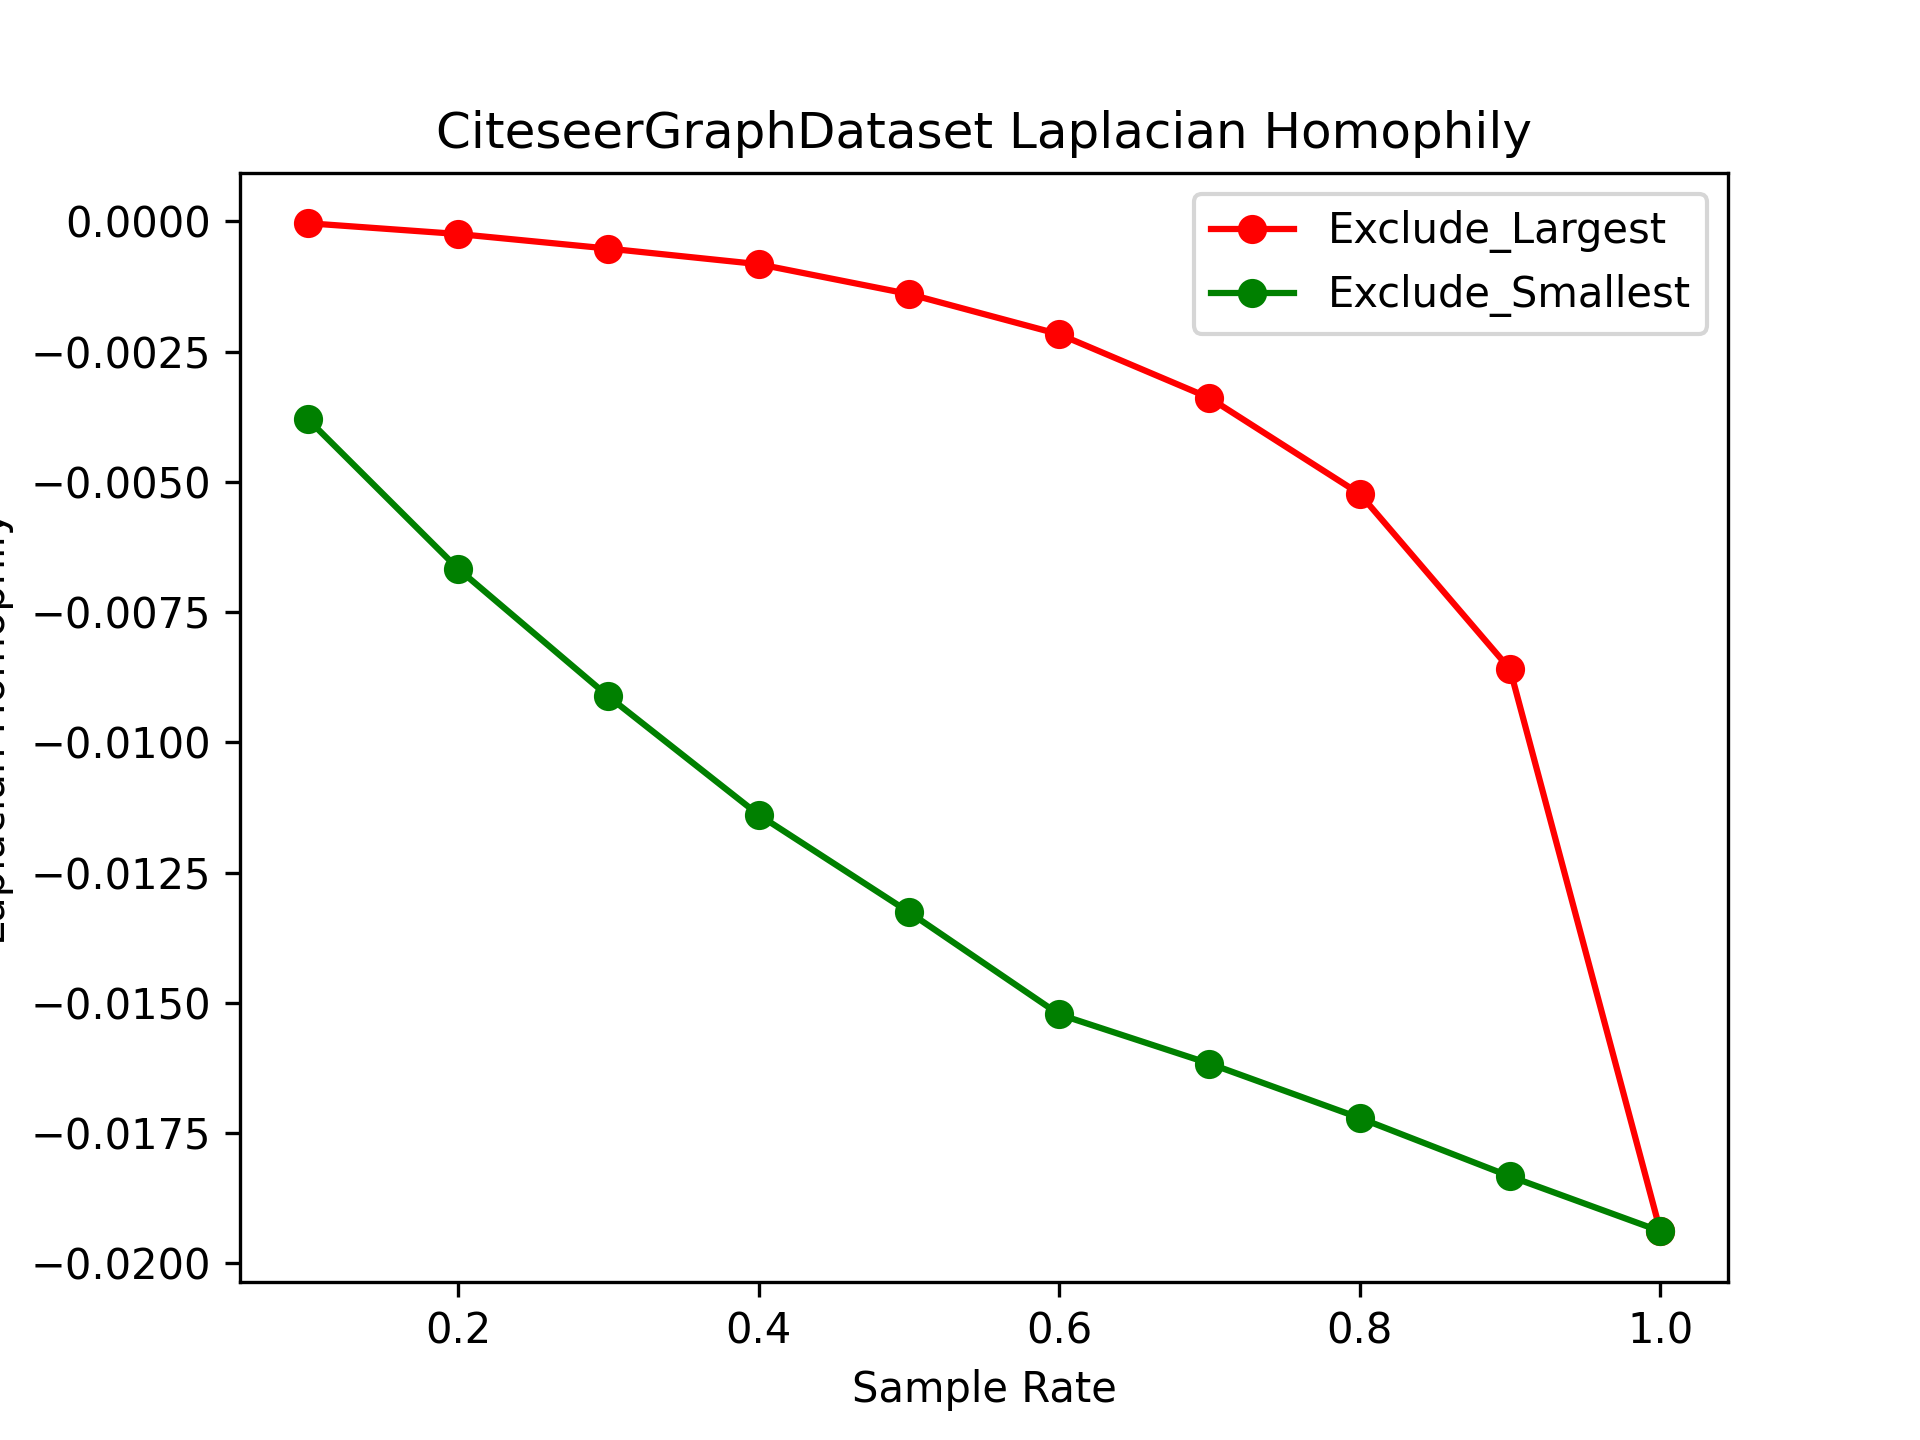 CiteseerGraphDataset Laplacian Homophily
Exclude_Largest
Exclude_Smallest
0.0000
−0.0025
−0.0050
−0.0075
−0.0100
−0.0125
−0.0150
−0.0175
−0.0200
0.2 0.4 0.6 0.8 1.0
Sample Rate